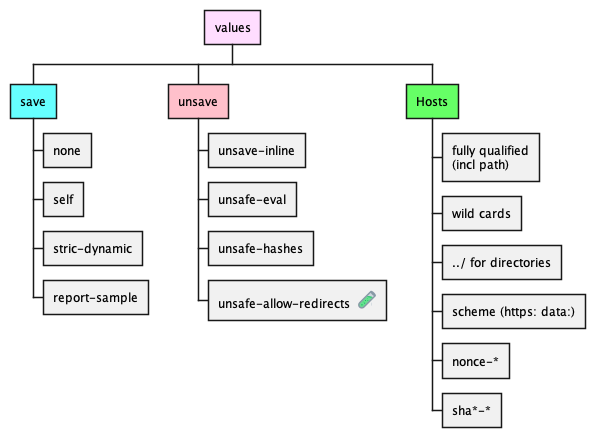 values
save
unsave
Hosts
none
self
stric-dynamic
report-sample
unsave-inline
unsafe-eval
unsafe-hashes
unsafe-allow-redirects
fully qualified
(incl path)
wild cards
../ for directories
scheme (https: data:)
nonce-*
sha*-*